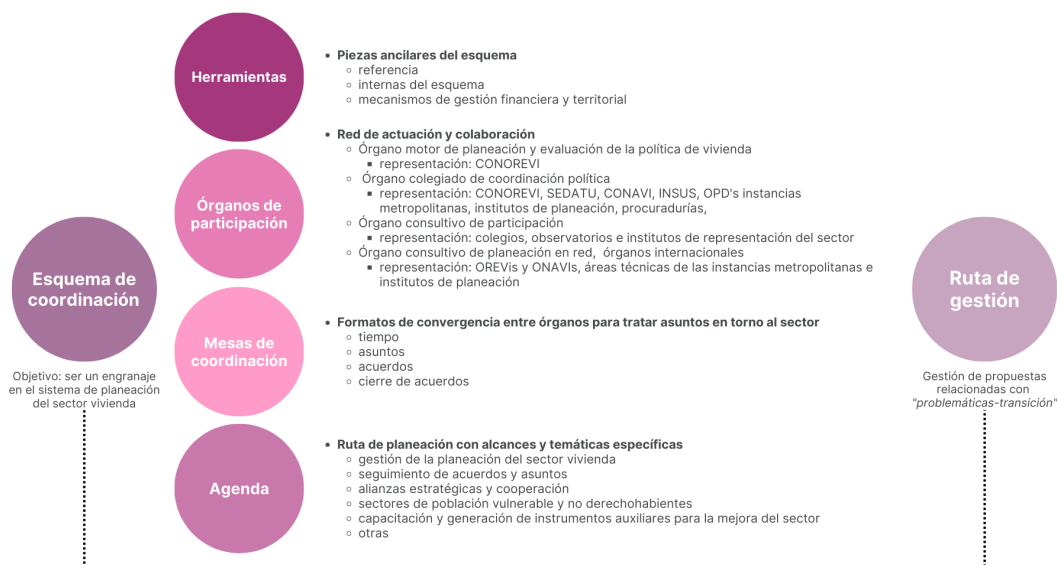 Herramientas
• Piezas ancilares del esquema
◦ referencia
◦ internas del esquema
◦ mecanismos de gestión financiera y territorial
Órganos de
participación
• Red de actuación y colaboración
◦ Órgano motor de planeación y evaluación de la política de vivienda
▪ representación: CONOREVI
◦ Órgano colegiado de coordinación política
▪ representación: CONOREVI, SEDATU, CONAVI, INSUS, OPD's instancias
metropolitanas, institutos de planeación, procuradurías,
◦ Órgano consultivo de participación
▪ representación: colegios, observatorios e institutos de representación del sector
◦ Órgano consultivo de planeación en red, órganos internacionales
▪ representación: OREVis y ONAVIs, áreas técnicas de las instancias metropolitanas e
institutos de planeación
Esquema de
coordinación
Objetivo: ser un engranaje
en el sistema de planeación
del sector vivienda
Mesas de
coordinación
• Formatos de convergencia entre órganos para tratar asuntos en torno al sector
◦ tiempo
◦ asuntos
◦ acuerdos
◦ cierre de acuerdos
Agenda
• Ruta de planeación con alcances y temáticas específicas
◦ gestión de la planeación del sector vivienda
◦ seguimiento de acuerdos y asuntos
◦ alianzas estratégicas y cooperación
◦ sectores de población vulnerable y no derechohabientes
◦ capacitación y generación de instrumentos auxiliares para la mejora del sector
◦ otras
Ruta de
gestión
Gestión de propuestas
relacionadas con
"problemáticas-transición"